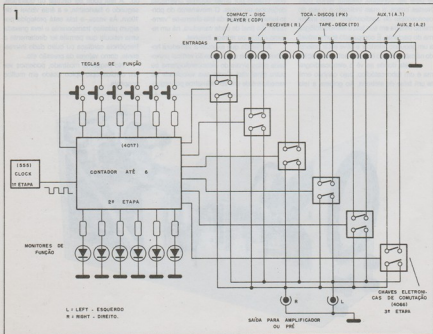 1
COMPACT - DISC
PLAYER (CDP)
RECEIVER (R)
TOCA-DISCOS (PK)
TAPE-DECK (TD)
AUX.1 (A.1)
AUX.2 (A.2)
ENTRADAS
R L R L R L R L R L R L
TECLAS DE FUNÇÃO
(4017)
CONTADOR ATÉ 6
2ª ETAPA
(555)
CLOCK
1ª ETAPA
MONITORES DE
FUNÇÃO
L = LEFT - ESQUERDO
R = RIGHT - DIREITO.
R
L
SAÍDA PARA AMPLIFICADOR
OU PRÉ
CHAVES ELETRONI-
CAS DE COMUTAÇÃO
(4066)
3ª ETAPA